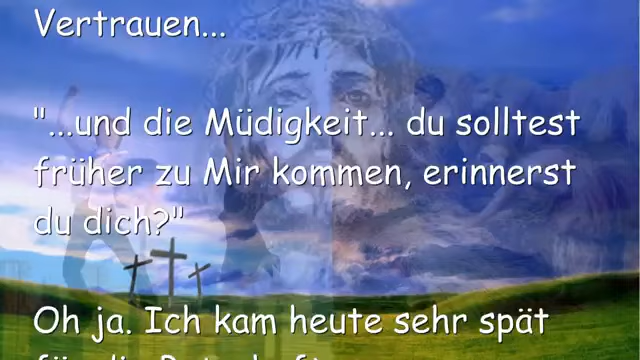 Vertrauen...
"...und die Müdigkeit... du solltest
früher zu Mir kommen, erinnerst
du dich?"
Oh ja. Ich kam heute sehr spät